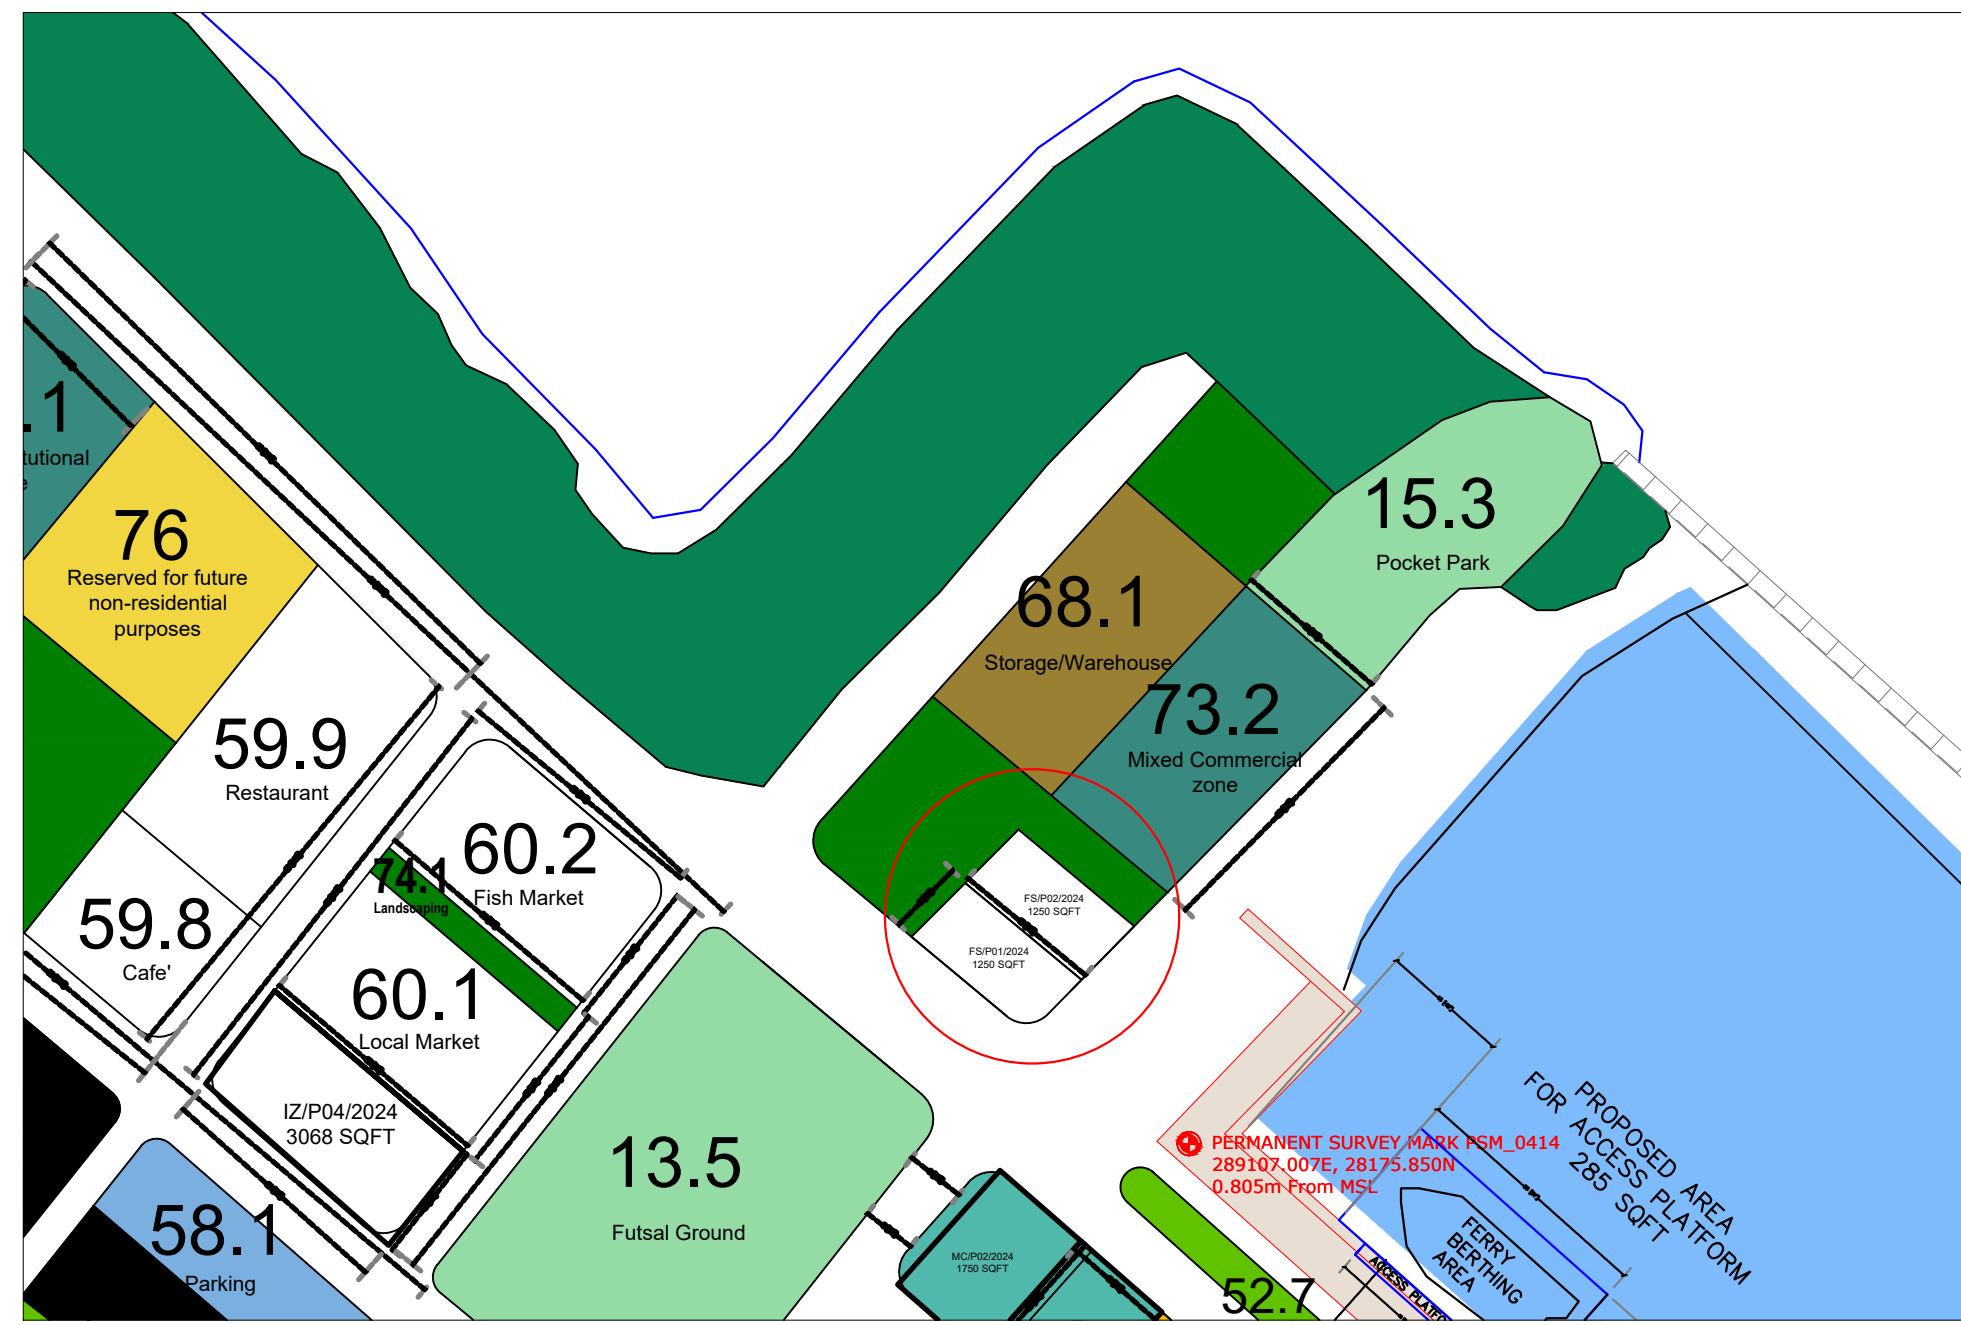 .1
tutional
e
76
Reserved for future
non-residential
purposes
59.9
Restaurant
59.8
Cafe'
74.1
Landscaping
60.2
Fish Market
60.1
Local Market
IZ/P04/2024
3068 SQFT
58.1
Parking
13.5
Futsal Ground
68.1
Storage/Warehouse
73.2
Mixed Commercial
zone
15.3
Pocket Park
FS/P02/2024
1250 SQFT
FS/P01/2024
1250 SQFT
MC/P02/2024
1750 SQFT
52.7
PERMANENT SURVEY MARK PSM_0414
289107.007E, 28175.850N
0.805m From MSL
PROPOSED AREA
FOR ACCESS PLATFORM
285 SQFT
FERRY
BERTHING
AREA
ACCESS PLATFO